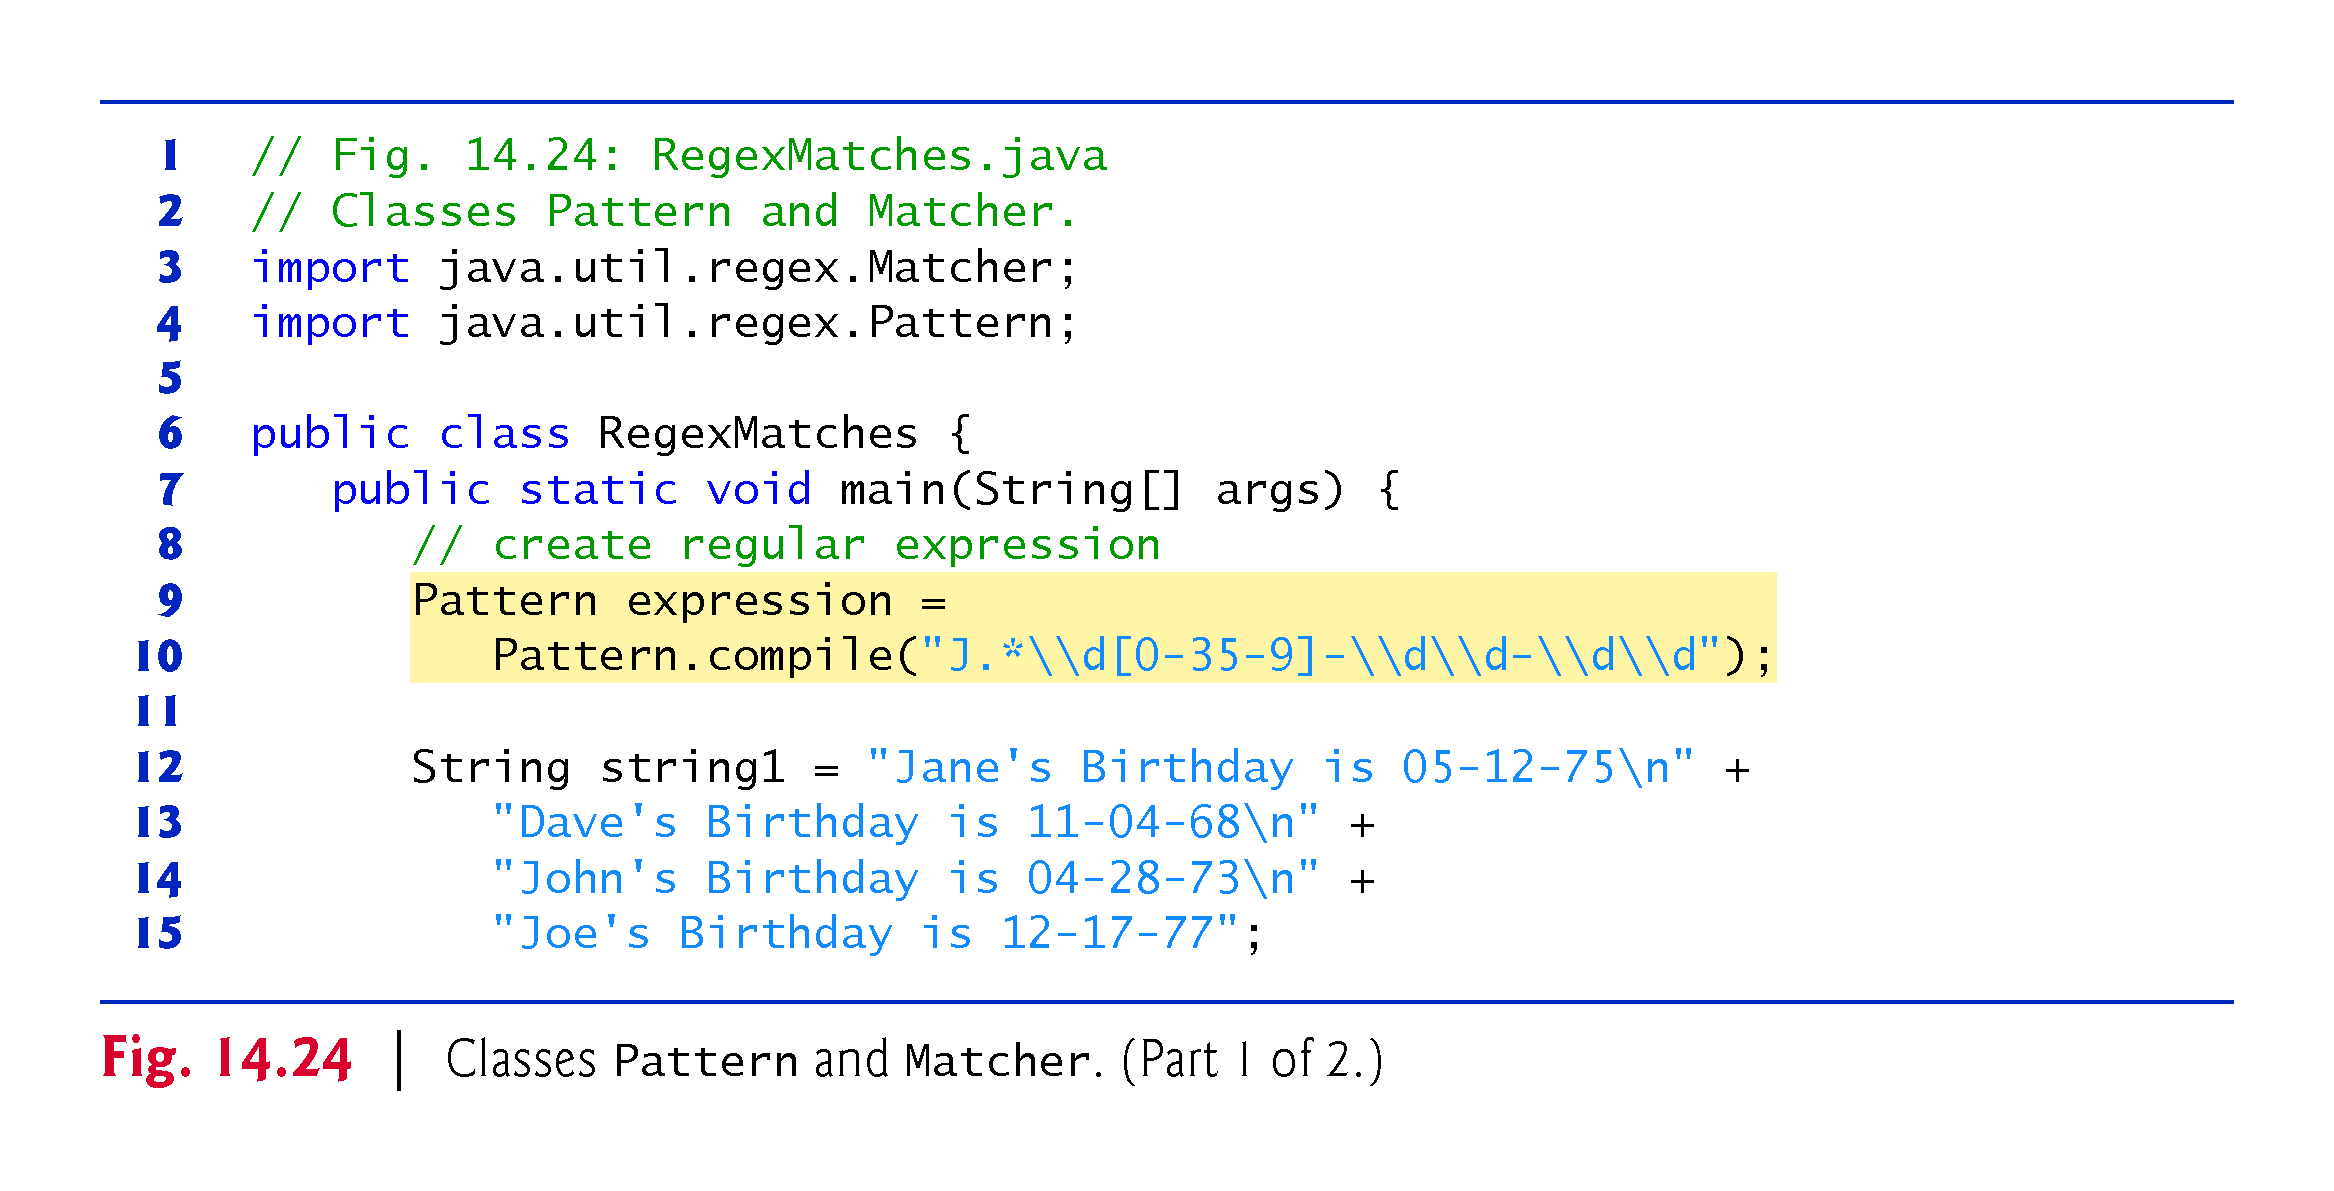 1 // Fig. 14.24: RegexMatches.java
2 // Classes Pattern and Matcher.
3 import java.util.regex.Matcher;
4 import java.util.regex.Pattern;
5
6 public class RegexMatches {
7    public static void main(String[] args) {
8       // create regular expression
9       Pattern expression =
10         Pattern.compile("J.*\\d[0-35-9]-\\d\\d-\\d\\d");
11
12      String string1 = "Jane's Birthday is 05-12-75\n" +
13         "Dave's Birthday is 11-04-68\n" +
14         "John's Birthday is 04-28-73\n" +
15         "Joe's Birthday is 12-17-77";
Fig. 14.24 | Classes Pattern and Matcher. (Part 1 of 2.)